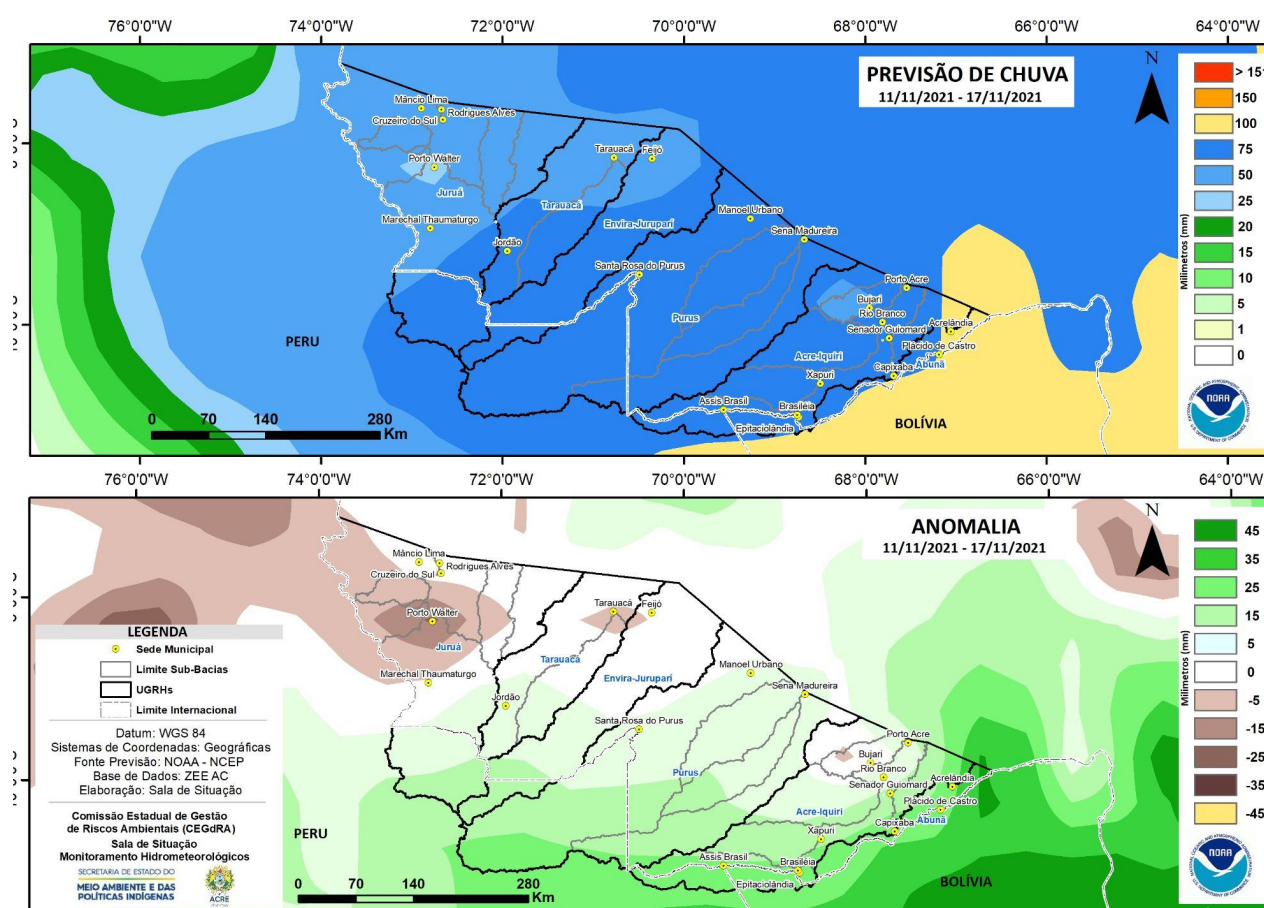 76°0'0"W
74°0'0"W
72°0'0"W
70°0'0"W
68°0'0"W
66°0'0"W
64°0'0"W
PREVISÃO DE CHUVA
11/11/2021 - 17/11/2021
N
Milimetros (mm)
150
100
75
50
25
20
15
10
5
1
0
NOAA
Mâncio Lima
Rodrigues Alves
Cruzeiro do Sul
Porto Walter
Juruá
Marechal Thaumaturgo
Tarauacá
Feijó
Tarauacá
Envira-Juruparí
Jordão
Manoel Urbano
Sena Madureira
Santa Rosa do Purus
Purus
Porto Acre
Bujari
Rio Branco
Senador Guiomard
Acrelândia
Plácido de Castro
Abunã
Acre-Iquiri
Capixaba
Xapuri
Assis Brasil
Brasiléia
Epitaciolândia
PERU
BOLÍVIA
0 70 140 280
Km
76°0'0"W
74°0'0"W
72°0'0"W
70°0'0"W
68°0'0"W
66°0'0"W
64°0'0"W
ANOMALIA
11/11/2021 - 17/11/2021
N
Milimetros (mm)
45
35
25
15
5
0
-5
-15
-25
-35
-45
NOAA
Mâncio Lima
Rodrigues Alves
Cruzeiro do Sul
Porto Walter
Juruá
Marechal Thaumaturgo
Tarauacá
Feijó
Tarauacá
Envira-Juruparí
Jordão
Manoel Urbano
Sena Madureira
Santa Rosa do Purus
Purus
Porto Acre
Bujari
Rio Branco
Senador Guiomard
Acrelândia
Plácido de Castro
Abunã
Acre-Iquiri
Capixaba
Xapuri
Assis Brasil
Brasiléia
Epitaciolândia
PERU
BOLÍVIA
0 70 140 280
Km
LEGENDA
Sede Municipal
Limite Sub-Bacias
UGRHs
Limite Internacional
Datum: WGS 84
Sistemas de Coordenadas: Geográficas
Fonte Previsão: NOAA - NCEP
Base de Dados: ZEE AC
Elaboração: Sala de Situação
Comissão Estadual de Gestão
de Riscos Ambientais (CEGdRA)
Sala de Situação
Monitoramento Hidrometeorológicos
SECRETARIA DE ESTADO DO
MEIO AMBIENTE E DAS
POLÍTICAS INDÍGENAS
ACRE